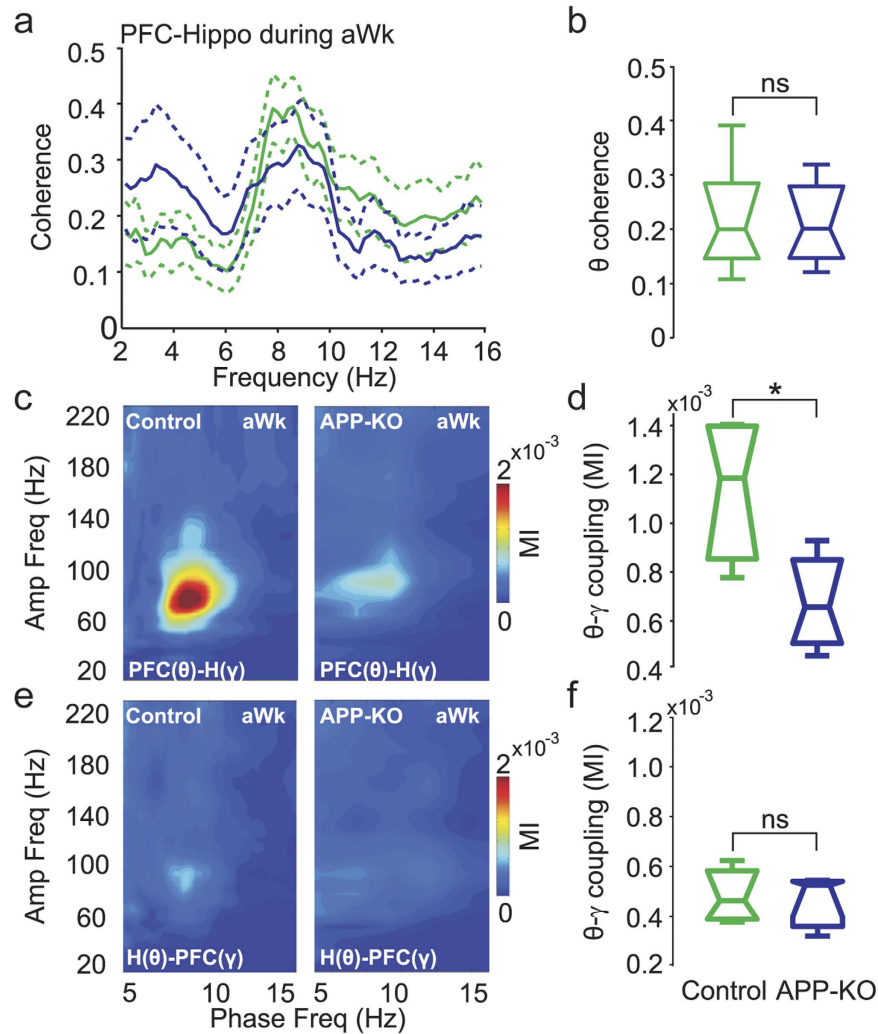 a
PFC-Hippo during aWk
0.5
0.4
0.3
0.2
0.1
0
Coherence
2 4 6 8 10 12 14 16
Frequency (Hz)
b
0.5
0.4
0.3
0.2
0.1
0
θ coherence
ns
c
220
180
140
100
60
20
Amp Freq (Hz)
Control aWk
PFC(θ)-H(γ)
APP-KO aWk
PFC(θ)-H(γ)
2 x10⁻³
MI
0
d
x10⁻³
1.4
1.2
1.0
0.8
0.6
0.4
θ-γ coupling (MI)
*
e
220
180
140
100
60
20
Amp Freq (Hz)
Control aWk
H(θ)-PFC(γ)
APP-KO aWk
H(θ)-PFC(γ)
5 10 15 5 10 15
Phase Freq (Hz)
2 x10⁻³
MI
0
f
x10⁻³
1.2
1.0
0.8
0.6
0.4
0.2
θ-γ coupling (MI)
ns
Control APP-KO